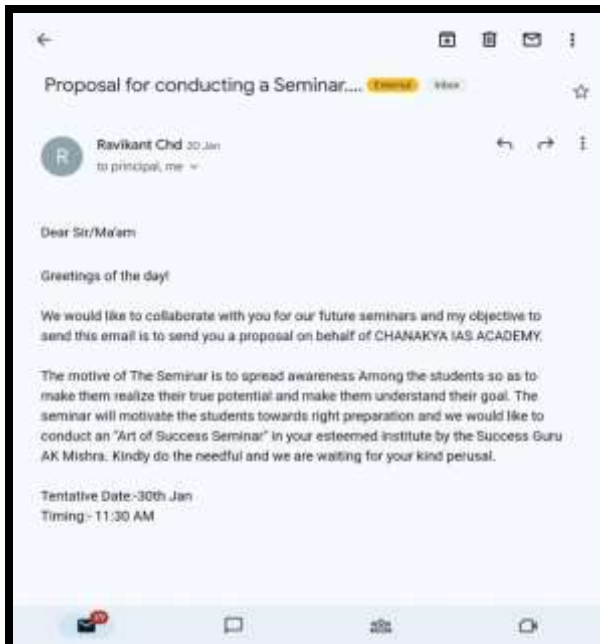 Proposal for conducting a Seminar.... External Inbox
Ravikant Chd 20 Jan
R
to principal, me
Dear Sir/Ma'am
Greetings of the day!
We would like to collaborate with you for our future seminars and my objective to
send this email is to send you a proposal on behalf of CHANAKYA IAS ACADEMY.
The motive of The Seminar is to spread awareness Among the students so as to
make them realize their true potential and make them understand their goal. The
seminar will motivate the students towards right preparation and we would like to
conduct an "Art of Success Seminar" in your esteemed institute by the Success Guru
AK Mishra. Kindly do the needful and we are waiting for your kind perusal.
Tentative Date:-30th Jan
Timing:- 11:30 AM